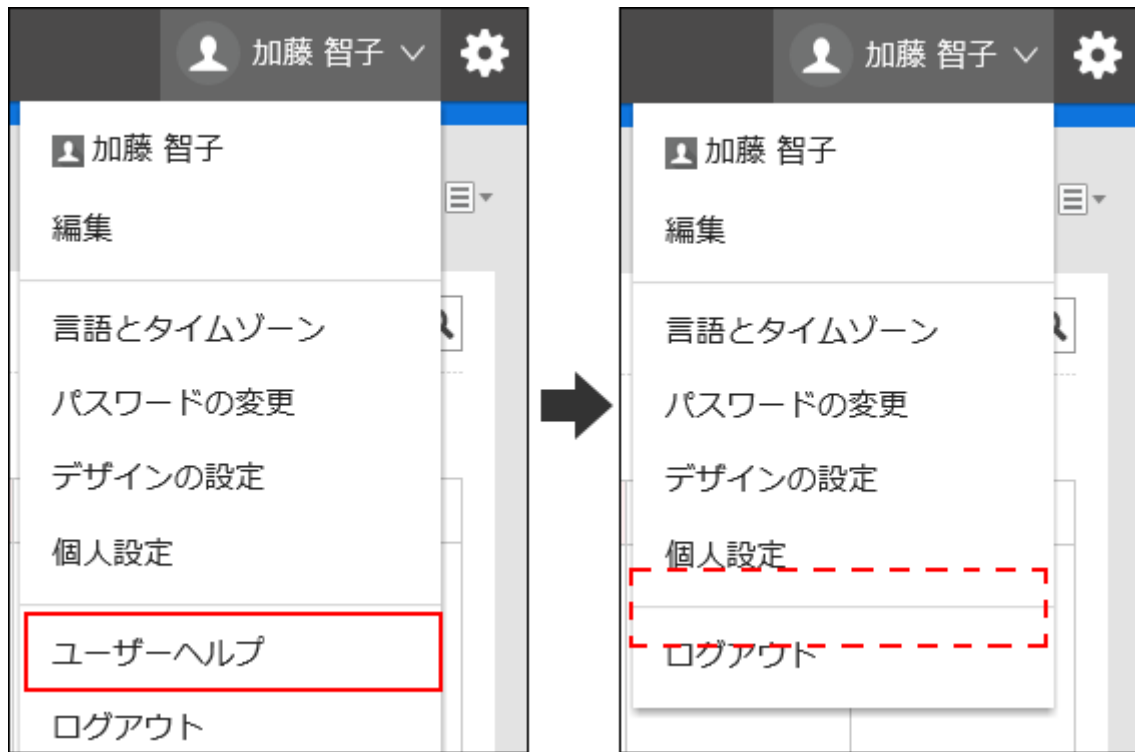 加藤 智子
加藤 智子
編集
言語とタイムゾーン
パスワードの変更
デザインの設定
個人設定
ユーザーヘルプ
ログアウト
加藤 智子
加藤 智子
編集
言語とタイムゾーン
パスワードの変更
デザインの設定
個人設定
ログアウト